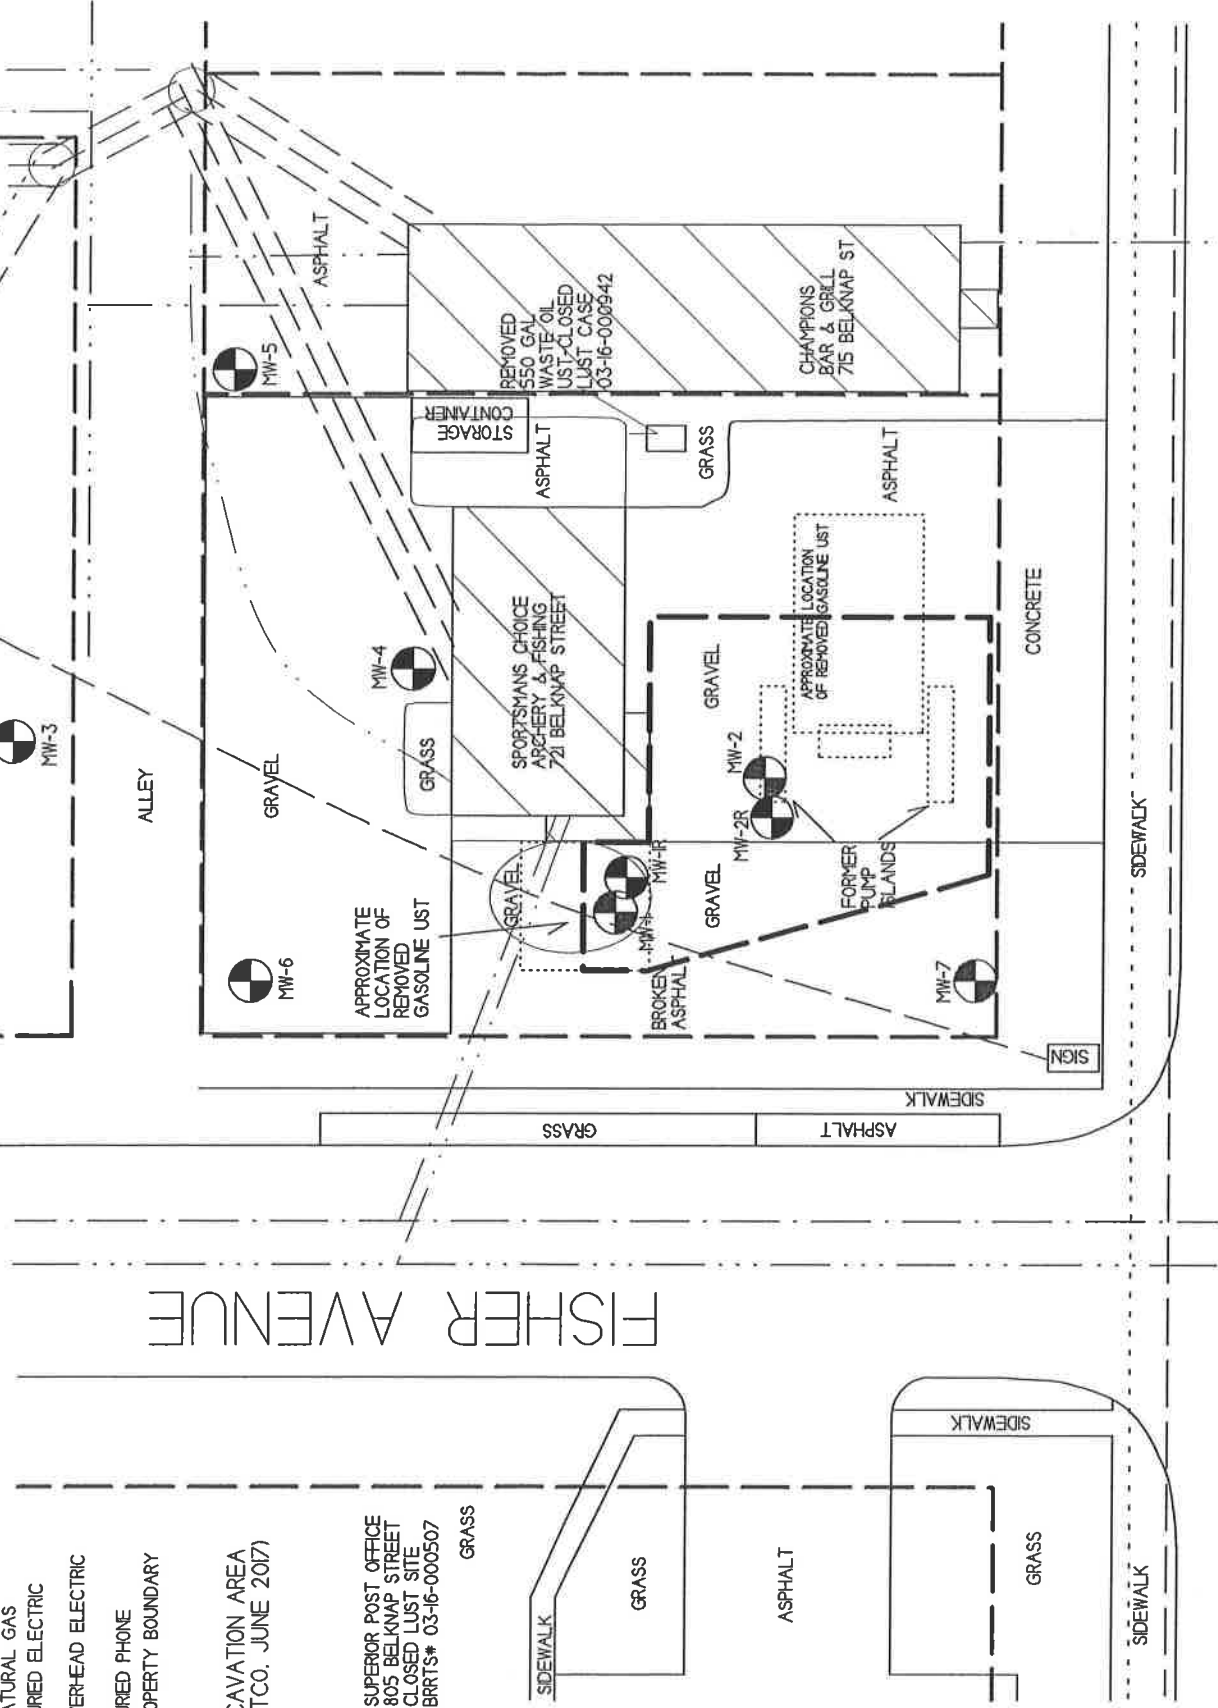 MW-3
ALLEY
MW-5
ASPHALT
REMOVED
550 GAL
WASTE OIL
UST-CLOSED
LUST CASE
03-16-000942
CHAMPIONS
BAR & GRILL
715 BELKNAP ST
STORAGE
CONTAINER
ASPHALT
GRASS
ASPHALT
GRAVEL
MW-4
GRASS
SPORTSMANS CHOICE
ARCHERY & FISHING
721 BELKNAP STREET
GRAVEL
APPROXIMATE LOCATION
OF REMOVED GASOLINE UST
CONCRETE
MW-2
MW-2R
FORMER
PUMP
ISLANDS
SIDEWALK
MW-6
APPROXIMATE
LOCATION OF
REMOVED
GASOLINE UST
GRAVEL
MW-1R
MW-1
GRAVEL
BROKEN
ASPHALT
MW-7
SIGN
SIDEWALK
GRASS
ASPHALT
FISHER AVENUE
ATURAL GAS
RIED ELECTRIC
ERHEAD ELECTRIC
RIED PHONE
OPERTY BOUNDARY
CAVATION AREA
TCO, JUNE 2017)
SUPERIOR POST OFFICE
805 BELKNAP STREET
CLOSED LUST SITE
BRRTS# 03-16-000507
GRASS
SIDEWALK
GRASS
ASPHALT
SIDEWALK
GRASS
SIDEWALK